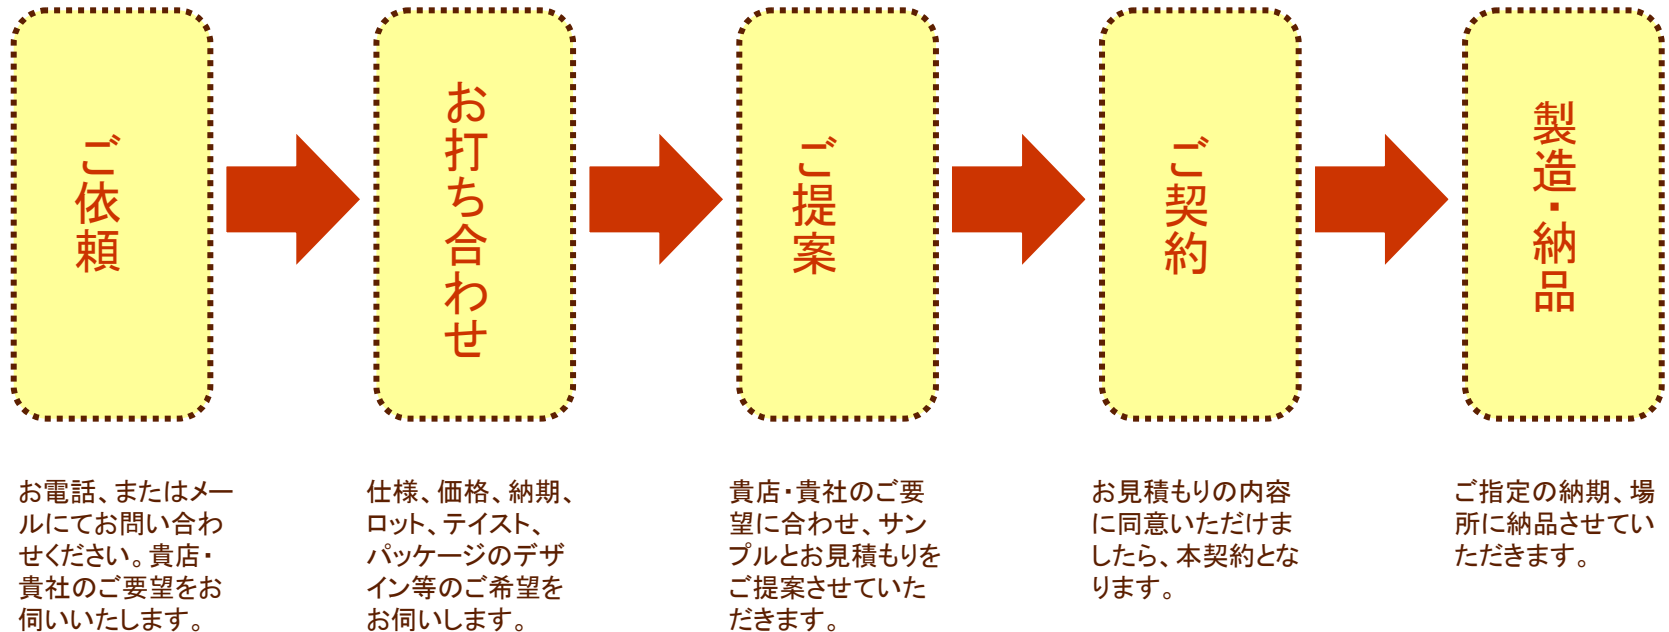 ご依頼
お打ち合わせ
ご提案
ご契約
製造・納品
お電話、またはメー
ルにてお問い合わ
せください。貴店・
貴社のご要望をお
伺いいたします。
仕様、価格、納期、
ロット、テイスト、
パッケージのデザ
イン等のご希望を
お伺いします。
貴店・貴社のご要
望に合わせ、サン
プルとお見積もりを
ご提案させていた
だきます。
お見積もりの内容
に同意いただけま
したら、本契約とな
ります。
ご指定の納期、場
所に納品させてい
ただきます。